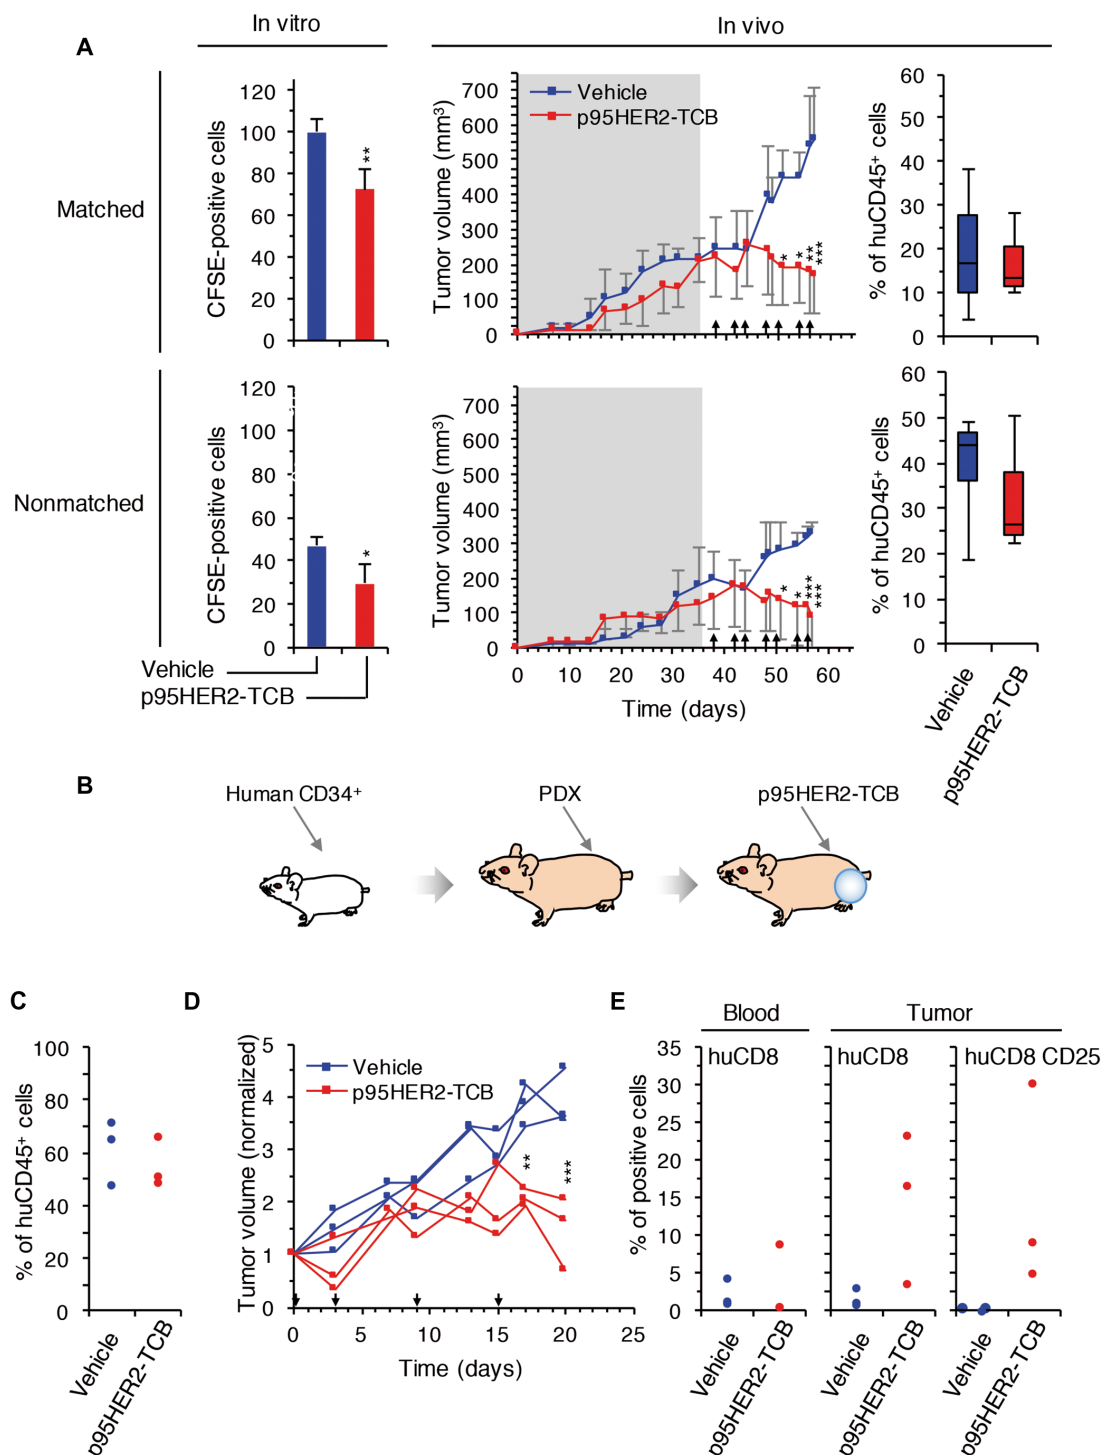 A
In vitro
In vivo
Matched
CFSE-positive cells
120
100
80
60
40
20
0
**
Tumor volume (mm³)
700
600
500
400
300
200
100
0
Vehicle
p95HER2-TCB
* * ** ***
% of huCD45⁺ cells
60
50
40
30
20
10
0
Nonmatched
CFSE-positive cells
120
100
80
60
40
20
0
*
Vehicle
p95HER2-TCB
Tumor volume (mm³)
700
600
500
400
300
200
100
0
* * *** ***
0 10 20 30 40 50 60
Time (days)
% of huCD45⁺ cells
60
50
40
30
20
10
0
Vehicle
p95HER2-TCB
B
Human CD34⁺
PDX
p95HER2-TCB
C
% of huCD45⁺ cells
100
80
60
40
20
0
Vehicle
p95HER2-TCB
D
Tumor volume (normalized)
5
4
3
2
1
0
Vehicle
p95HER2-TCB
** ***
0 5 10 15 20 25
Time (days)
E
Blood
Tumor
% of positive cells
35
30
25
20
15
10
5
0
huCD8
huCD8
huCD8 CD25
Vehicle
p95HER2-TCB
Vehicle
p95HER2-TCB
Vehicle
p95HER2-TCB